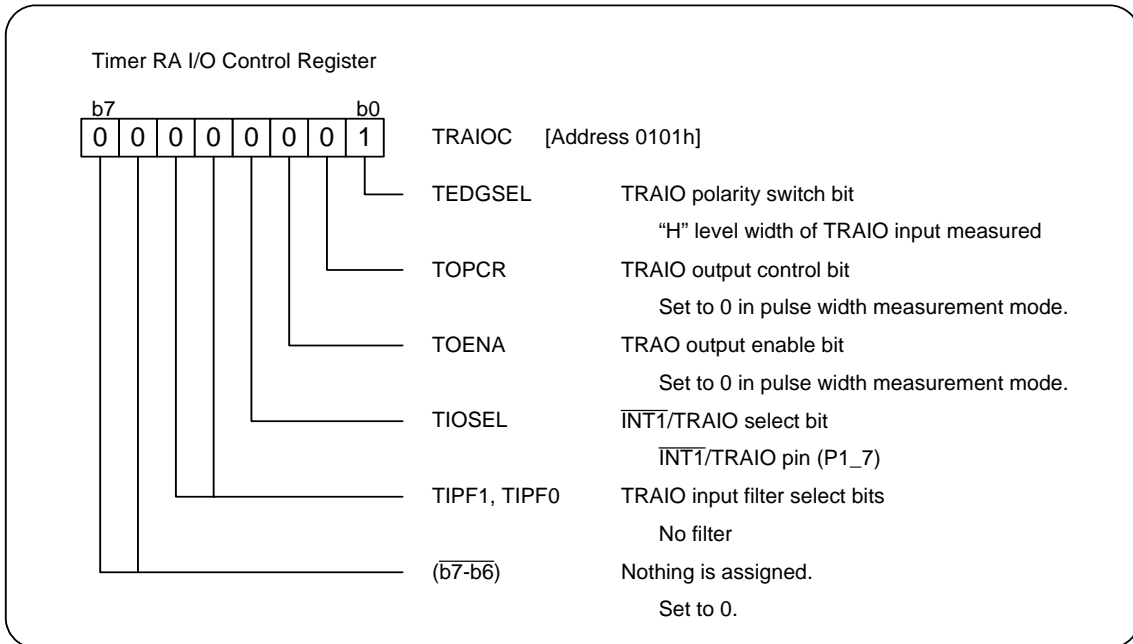 Timer RA I/O Control Register
b7 b0
0 0 0 0 0 0 0 1 TRAIOC [Address 0101h]
TEDGSEL TRAIO polarity switch bit
“H” level width of TRAIO input measured
TOPCR TRAIO output control bit
Set to 0 in pulse width measurement mode.
TOENA TRAO output enable bit
Set to 0 in pulse width measurement mode.
TIOSEL I̅N̅T̅1̅/TRAIO select bit
I̅N̅T̅1̅/TRAIO pin (P1_7)
TIPF1, TIPF0 TRAIO input filter select bits
No filter
(b̅7̅-̅b̅6̅) Nothing is assigned.
Set to 0.